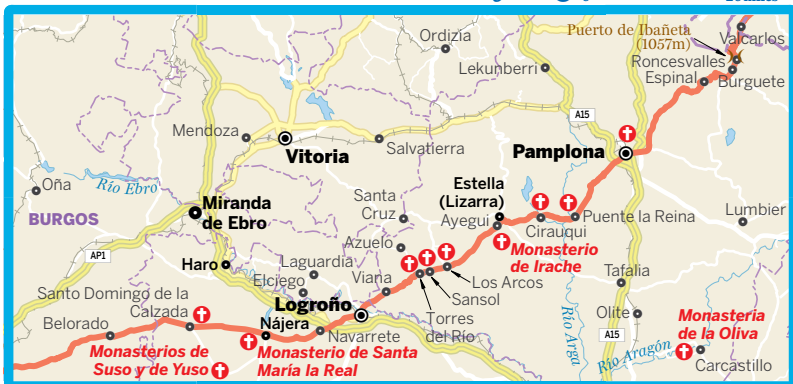 Ordizia
Puerto de Ibañeta
(1057m)
Valcarlos
Lekunberri
Roncesvalles
Espinal
Burguete
A15
Mendoza
Vitoria
Salvatierra
Pamplona
Oña
Río Ebro
Miranda
de Ebro
BURGOS
Santa
Cruz
Estella
(Lizarra)
Ayegui
Cirauqui
Puente la Reina
Lumbier
Monasterio
de Irache
AP1
Haro
Azuelo
Laguardia
Elciego
Viana
Los Arcos
Sansol
Torres
del Río
Tafalla
A15
Olite
Río Arga
Río Aragón
Monasteria
de la Oliva
Carcastillo
Santo Domingo de la
Calzada
Logroño
Nájera
Navarrete
Belorado
Monasterios de
Suso y de Yuso
Monasterio de Santa
María la Real